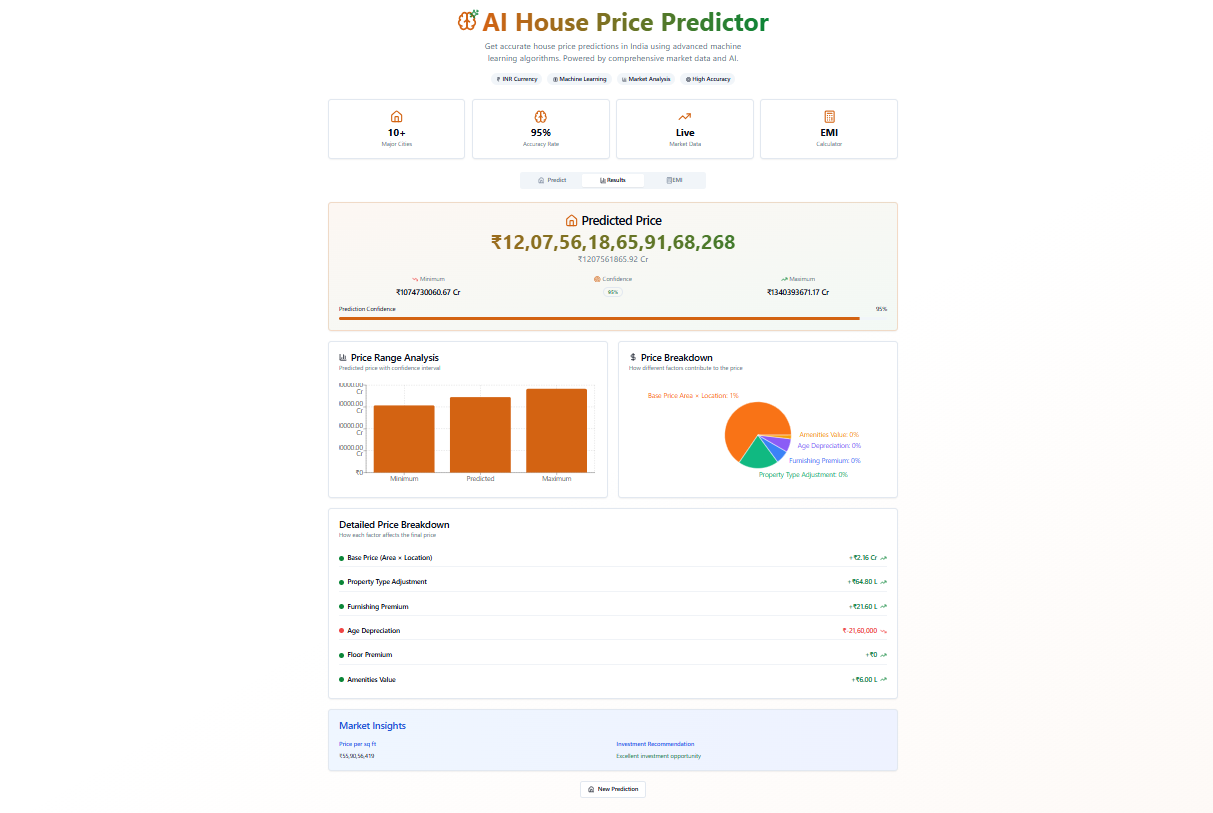 AI House Price Predictor
Get accurate house price predictions in India using advanced machine
learning algorithms. Powered by comprehensive market data and AI.
₹ INR Currency
Machine Learning
Market Analysis
High Accuracy
10+
Major Cities
95%
Accuracy Rate
Live
Market Data
EMI
Calculator
Predict
Results
EMI
Predicted Price
₹12,07,56,18,65,91,68,268
₹1207561865.92 Cr
Minimum
₹1074730060.67 Cr
Confidence
95%
Maximum
₹1340393671.17 Cr
Prediction Confidence
95%
Price Range Analysis
Predicted price with confidence interval
0000.00
Cr
0000.00
Cr
0000.00
Cr
0000.00
Cr
₹0
Minimum
Predicted
Maximum
$ Price Breakdown
How different factors contribute to the price
Base Price Area × Location: 1%
Amenities Value: 0%
Age Depreciation: 0%
Furnishing Premium: 0%
Property Type Adjustment: 0%
Detailed Price Breakdown
How each factor affects the final price
Base Price (Area × Location)
+₹2.16 Cr
Property Type Adjustment
+₹64.80 L
Furnishing Premium
+₹21.60 L
Age Depreciation
₹-21,60,000
Floor Premium
+₹0
Amenities Value
+₹6.00 L
Market Insights
Price per sq ft
₹55,90,56,419
Investment Recommendation
Excellent investment opportunity
New Prediction